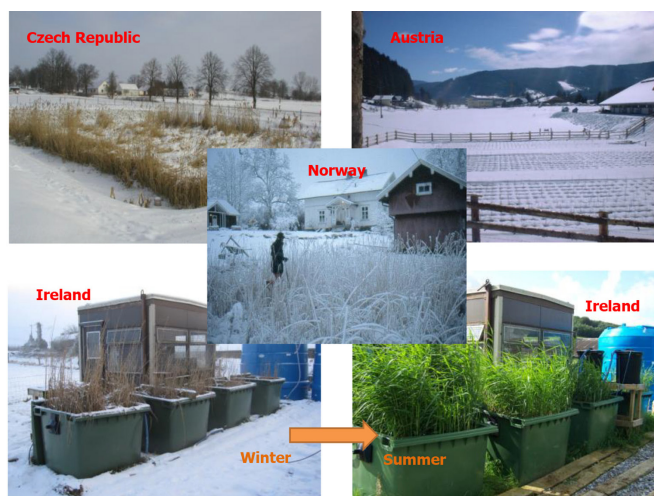 Czech Republic
Austria
Norway
Ireland
Ireland
Winter
Summer